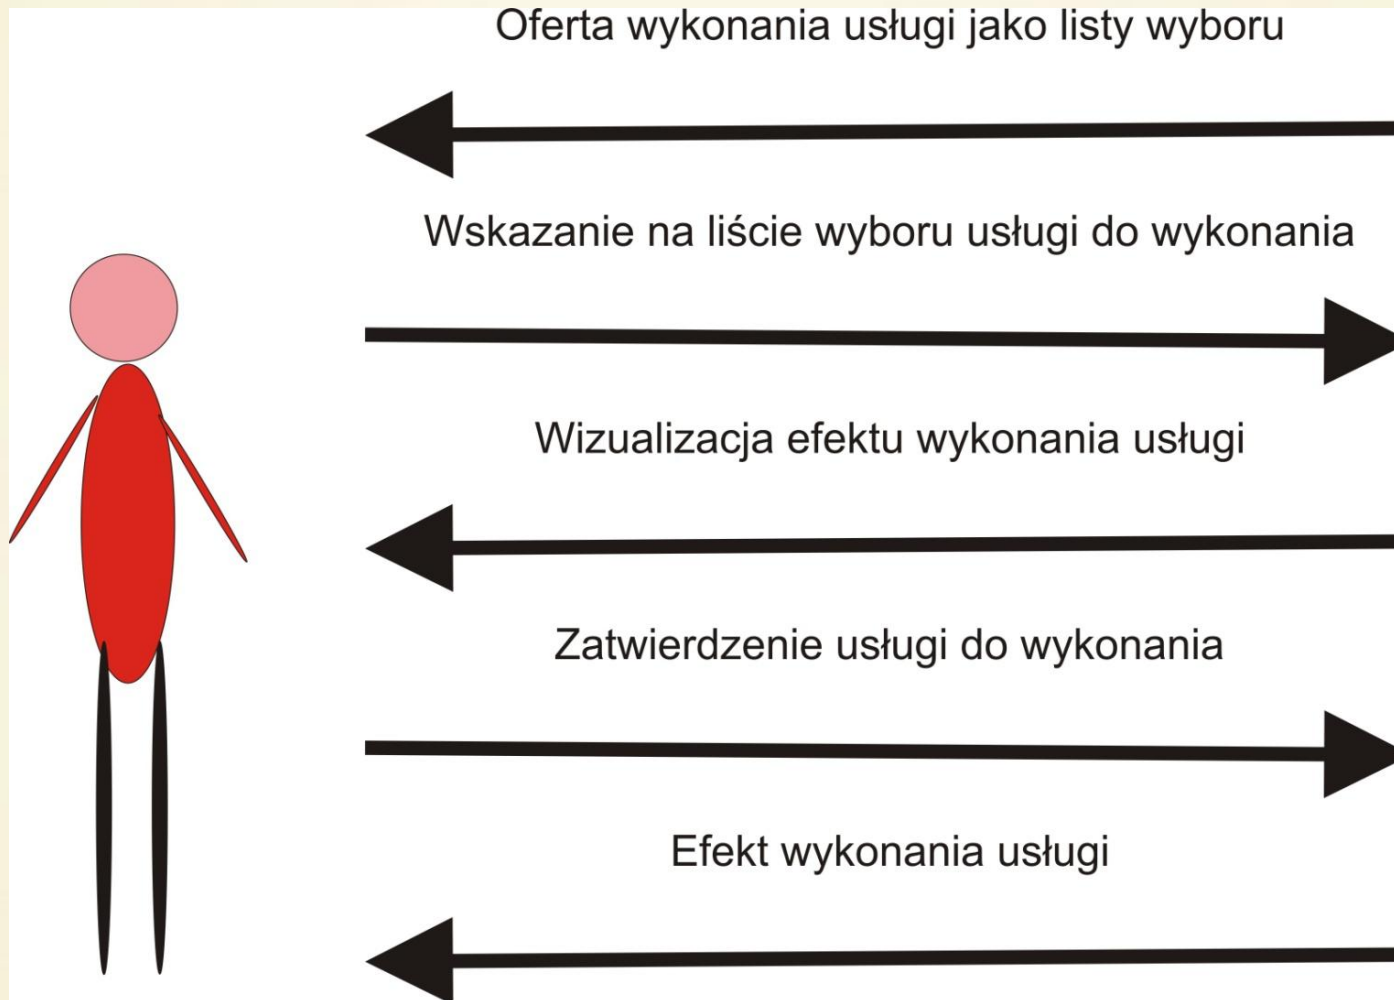 Oferta wykonania usługi jako listy wyboru
Wskazanie na liście wyboru usługi do wykonania
Wizualizacja efektu wykonania usługi
Zatwierdzenie usługi do wykonania
Efekt wykonania usługi